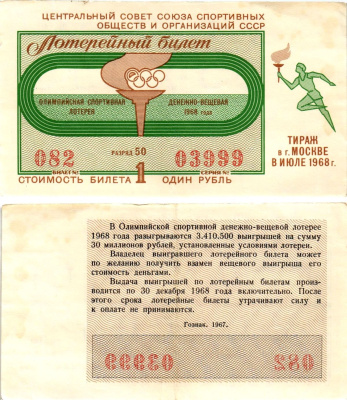 ЦЕНТРАЛЬНЫЙ СОВЕТ СОЮЗА СПОРТИВНЫХ
ОБЩЕСТВ И ОРГАНИЗАЦИЙ СССР
Лотерейный билет
ОЛИМПИЙСКАЯ СПОРТИВНАЯ ДЕНЕЖНО-ВЕЩЕВАЯ
ЛОТЕРЕЯ 1968 года
082 РАЗРЯД 50 03999
БИЛЕТ № СЕРИЯ №
СТОИМОСТЬ БИЛЕТА 1 ОДИН РУБЛЬ
ТИРАЖ
в г. МОСКВЕ
В ИЮЛЕ 1968 г.
В Олимпийской спортивной денежно-вещевой лотерее
1968 года разыгрываются 3.410.500 выигрышей на сумму
30 миллионов рублей, установленные условиями лотереи.
Владелец выигравшего лотерейного билета может
по желанию получить взамен вещевого выигрыша его
стоимость деньгами.
Выдача выигрышей по лотерейным билетам произво-
дится по 30 декабря 1968 года включительно. После
этого срока лотерейные билеты утрачивают силу и
к оплате не принимаются.
Гознак. 1967.
03999 082